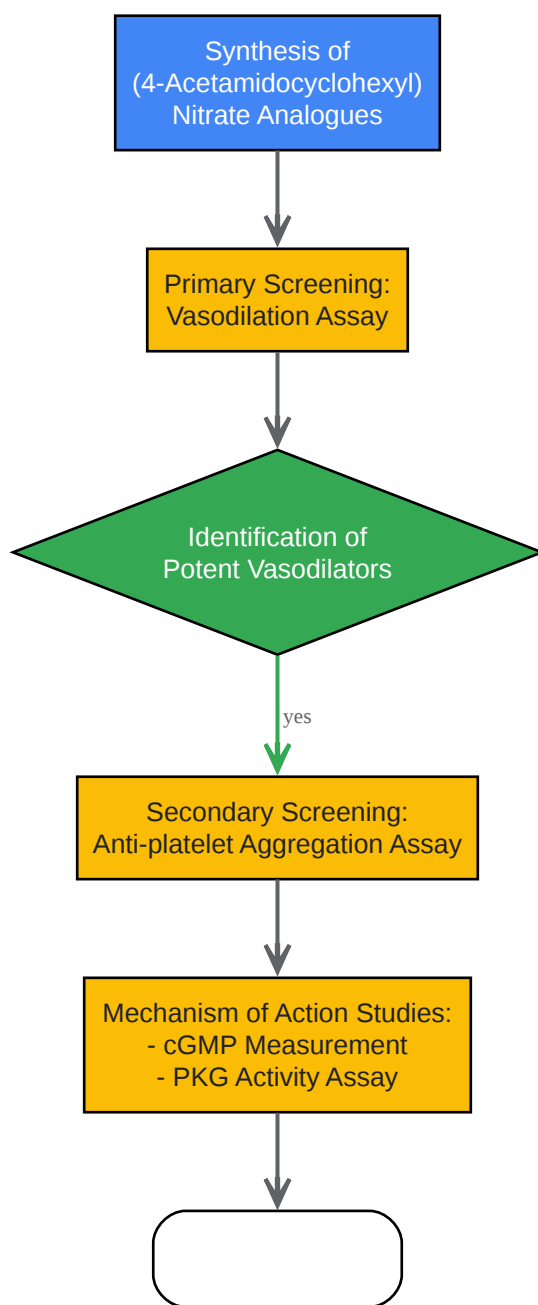 Synthesis of
(4-Acetamidocyclohexyl)
Nitrate Analogues
Primary Screening:
Vasodilation Assay
Identification of
Potent Vasodilators
yes
Secondary Screening:
Anti-platelet Aggregation Assay
Mechanism of Action Studies:
- cGMP Measurement
- PKG Activity Assay